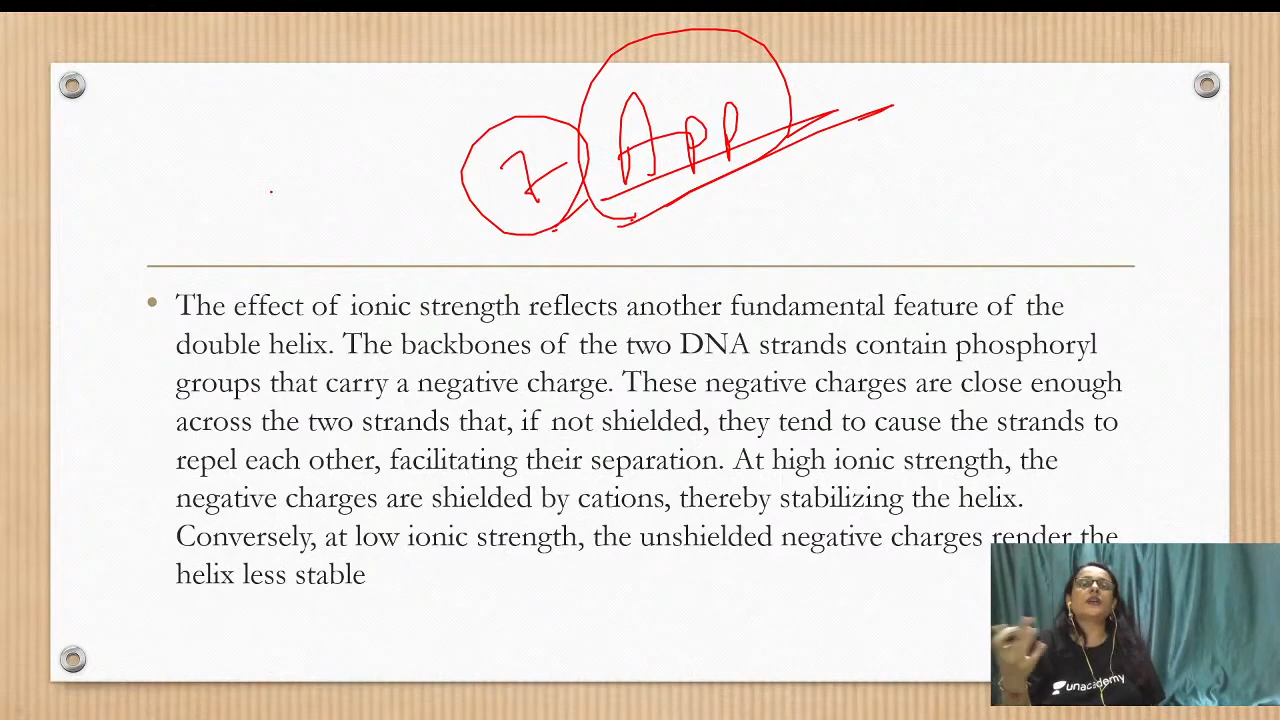 7 App
The effect of ionic strength reflects another fundamental feature of the
double helix. The backbones of the two DNA strands contain phosphoryl
groups that carry a negative charge. These negative charges are close enough
across the two strands that, if not shielded, they tend to cause the strands to
repel each other, facilitating their separation. At high ionic strength, the
negative charges are shielded by cations, thereby stabilizing the helix.
Conversely, at low ionic strength, the unshielded negative charges render the
helix less stable
unacademy